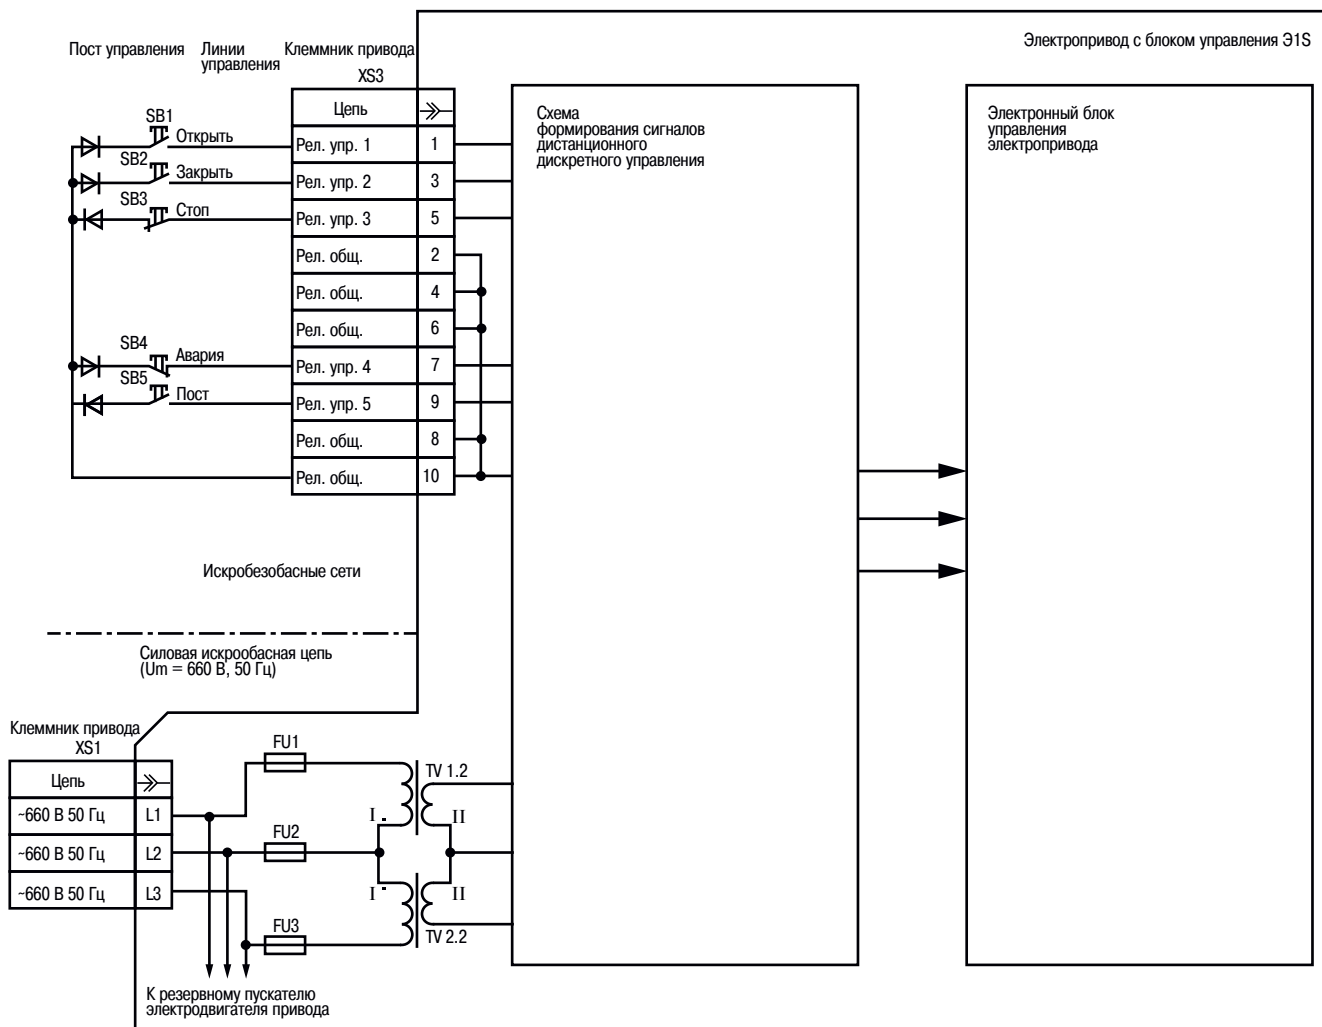 Электропривод с блоком управления Э1S
Пост управления
Линии
управления
Клеммник привода
XS3
Цепь
SB1
Открыть
Рел. упр. 1
1
SB2
Закрыть
Рел. упр. 2
3
SB3
Стоп
Рел. упр. 3
5
Рел. общ.
2
Рел. общ.
4
Рел. общ.
6
SB4
Авария
Рел. упр. 4
7
SB5
Пост
Рел. упр. 5
9
Рел. общ.
8
Рел. общ.
10
Схема
формирования сигналов
дистанционного
дискретного управления
Электронный блок
управления
электропривода
Искробезобасные сети
Силовая искрообасная цепь
(Um = 660 В, 50 Гц)
Клеммник привода
XS1
Цепь
~660 В 50 Гц
L1
~660 В 50 Гц
L2
~660 В 50 Гц
L3
FU1
FU2
FU3
TV 1.2
I
II
I
II
TV 2.2
К резервному пускателю
электродвигателя привода